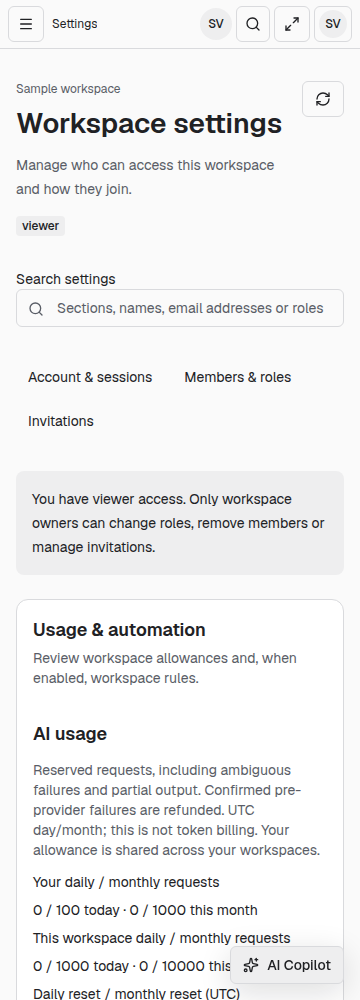 Settings
SV
SV
Sample workspace
Workspace settings
Manage who can access this workspace
and how they join.
viewer
Search settings
Sections, names, email addresses or roles
Account & sessions
Members & roles
Invitations
You have viewer access. Only workspace
owners can change roles, remove members or
manage invitations.
Usage & automation
Review workspace allowances and, when
enabled, workspace rules.
AI usage
Reserved requests, including ambiguous
failures and partial output. Confirmed pre-
provider failures are refunded. UTC
day/month; this is not token billing. Your
allowance is shared across your workspaces.
Your daily / monthly requests
0 / 100 today · 0 / 1000 this month
This workspace daily / monthly requests
0 / 1000 today · 0 / 10000 this
AI Copilot
Daily reset / monthly reset (UTC)